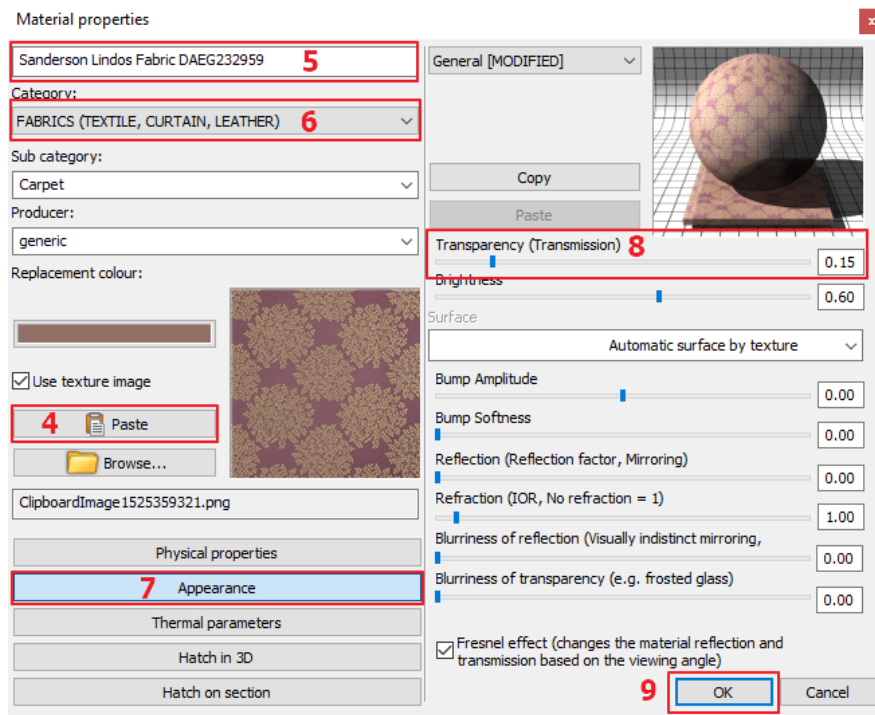 Material properties
x
Sanderson Lindos Fabric DAEG232959
5
Category:
FABRICS (TEXTILE, CURTAIN, LEATHER)
6
Sub category:
Carpet
Producer:
generic
Replacement colour:
Use texture image
4
Paste
Browse...
ClipboardImage1525359321.png
Physical properties
7
Appearance
Thermal parameters
Hatch in 3D
Hatch on section
General [MODIFIED]
Copy
Paste
Transparency (Transmission)
8
0.15
Brightness
0.60
Surface
Automatic surface by texture
Bump Amplitude
0.00
Bump Softness
0.00
Reflection (Reflection factor, Mirroring)
0.00
Refraction (IOR, No refraction = 1)
1.00
Blurriness of reflection (Visually indistinct mirroring,
0.00
Blurriness of transparency (e.g. frosted glass)
0.00
Fresnel effect (changes the material reflection and
transmission based on the viewing angle)
9
OK
Cancel